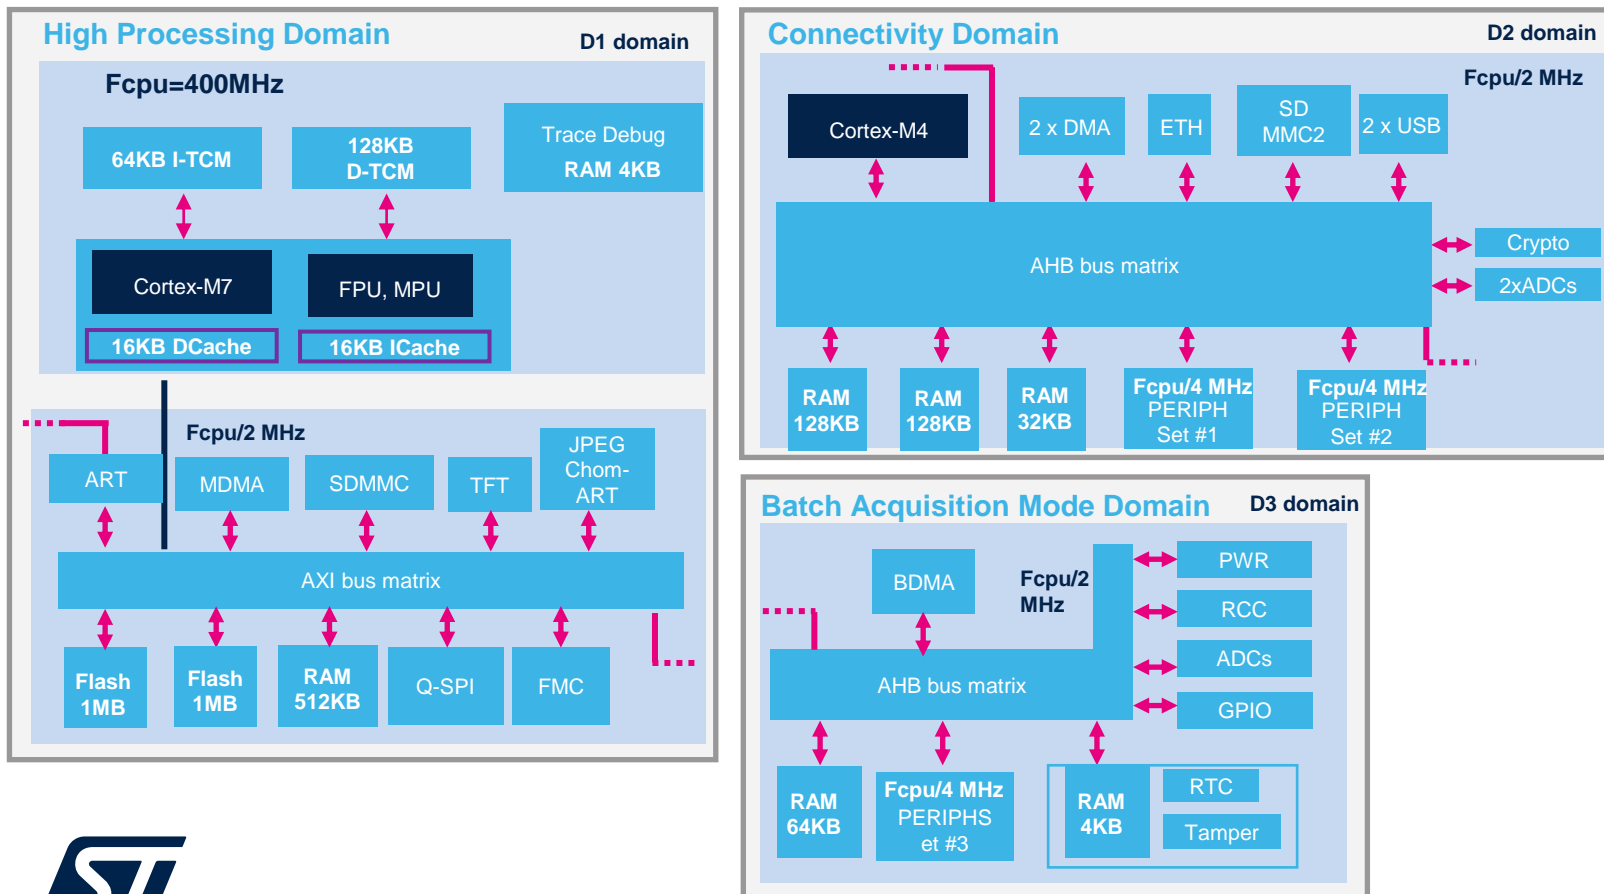 High Processing Domain
D1 domain
Fcpu=400MHz
64KB I-TCM
128KB
D-TCM
Trace Debug
RAM 4KB
Cortex-M7
FPU, MPU
16KB DCache
16KB ICache
Fcpu/2 MHz
ART
MDMA
SDMMC
TFT
JPEG
Chom-
ART
AXI bus matrix
Flash
1MB
Flash
1MB
RAM
512KB
Q-SPI
FMC
Connectivity Domain
D2 domain
Fcpu/2 MHz
Cortex-M4
2 x DMA
ETH
SD
MMC2
2 x USB
AHB bus matrix
Crypto
2xADCs
RAM
128KB
RAM
128KB
RAM
32KB
Fcpu/4 MHz
PERIPH
Set #1
Fcpu/4 MHz
PERIPH
Set #2
Batch Acquisition Mode Domain
D3 domain
BDMA
Fcpu/2
MHz
PWR
RCC
ADCs
GPIO
AHB bus matrix
RAM
64KB
Fcpu/4 MHz
PERIPHS
et #3
RAM
4KB
RTC
Tamper
ST